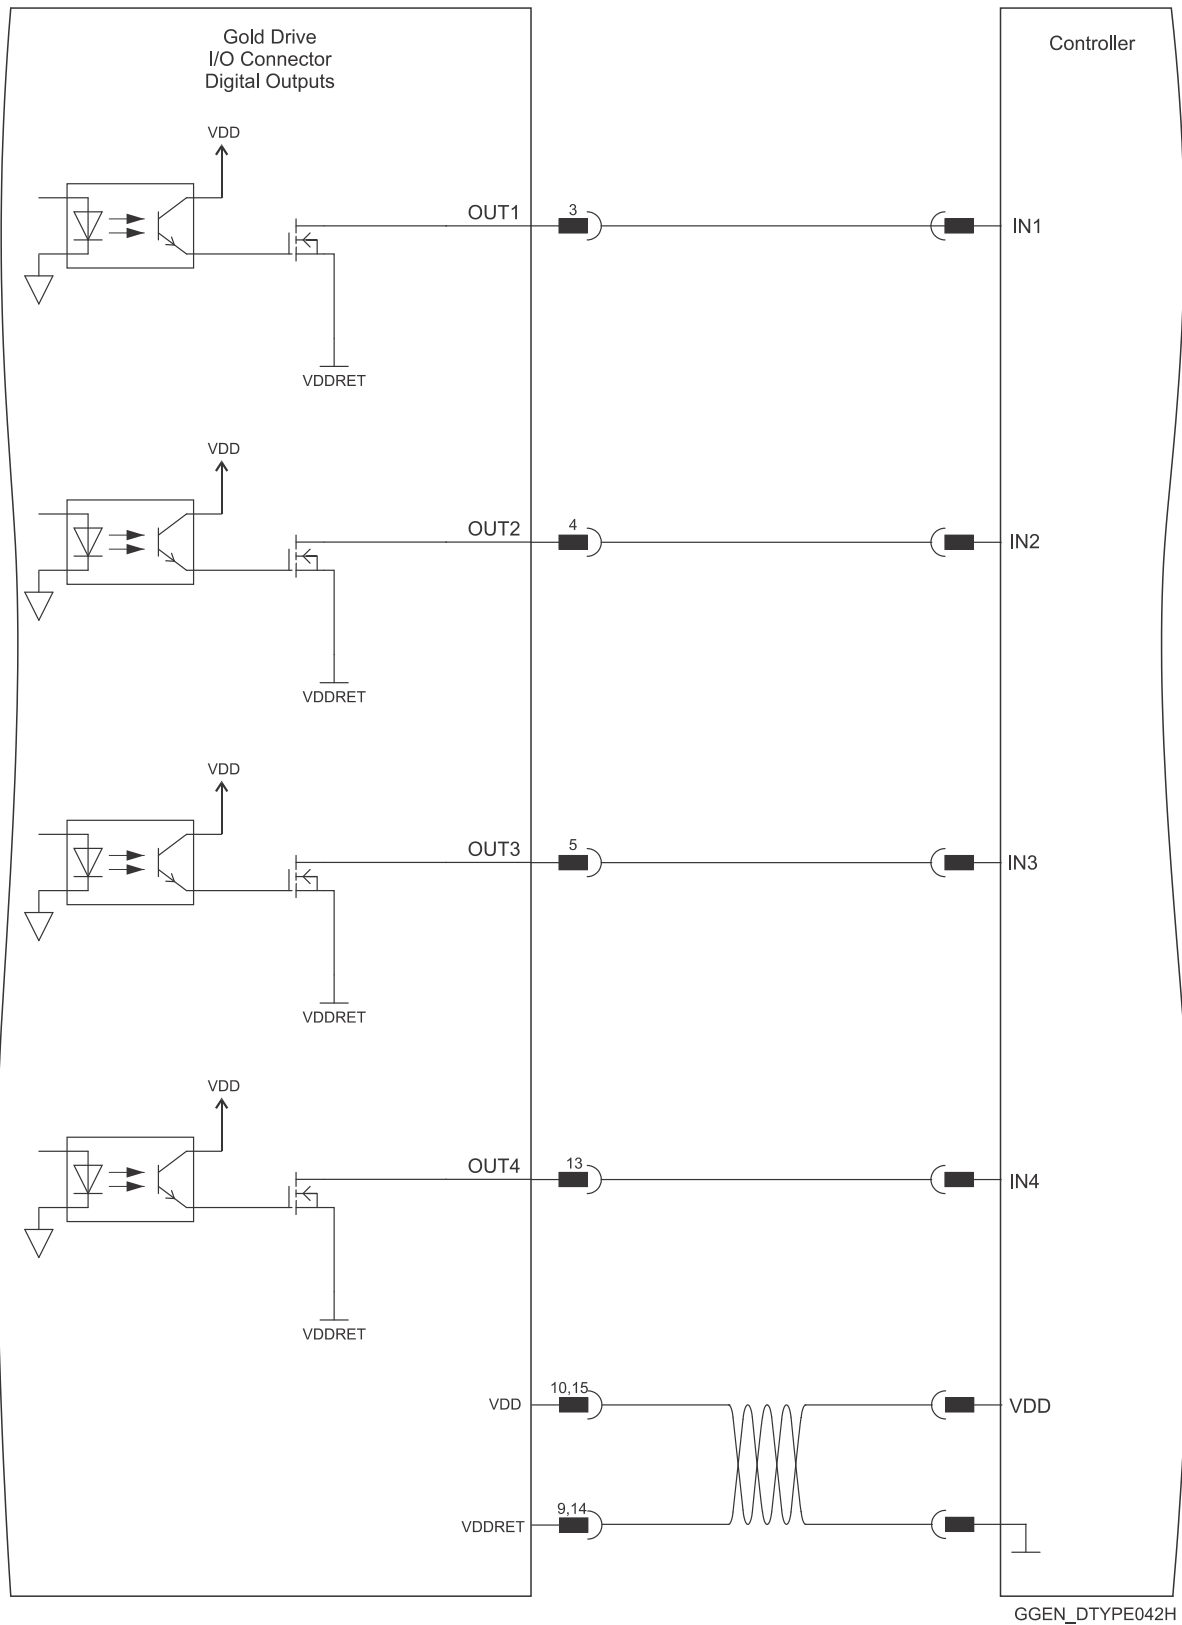 Gold Drive
I/O Connector
Digital Outputs
Controller
VDD
OUT1
3
IN1
VDDRET
VDD
OUT2
4
IN2
VDDRET
VDD
OUT3
5
IN3
VDDRET
VDD
OUT4
13
IN4
VDDRET
VDD
10,15
VDD
VDDRET
9,14
GGEN_DTYPE042H